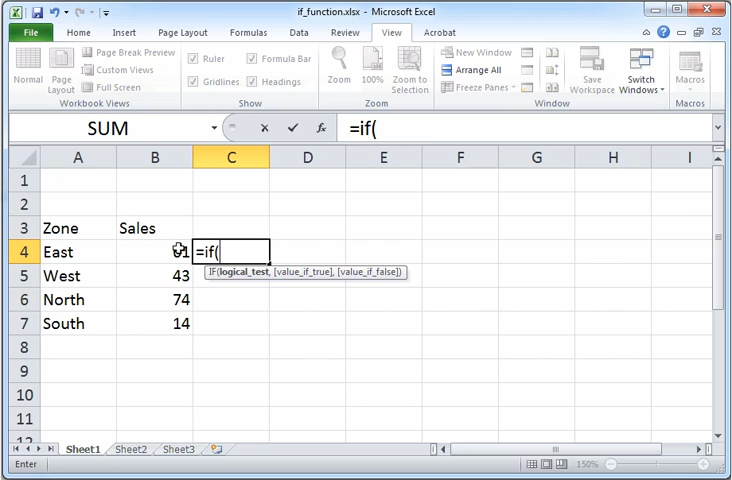 if_function.xlsx - Microsoft Excel
File Home Insert Page Layout Formulas Data Review View Acrobat
Normal Page Layout Page Break Preview Custom Views Full Screen
Workbook Views
Ruler Formula Bar
Gridlines Headings
Show
Zoom 100% Zoom to Selection
Zoom
New Window
Arrange All
Freeze Panes
Save Workspace Switch Windows
Window
Macros
Macros
SUM fx =if(
A B C D E F G H I
1
2
3 Zone Sales
4 East =if(
IF(logical_test, [value_if_true], [value_if_false])
5 West 43
6 North 74
7 South 14
8
9
10
11
12
Sheet1 Sheet2 Sheet3
Enter 150%